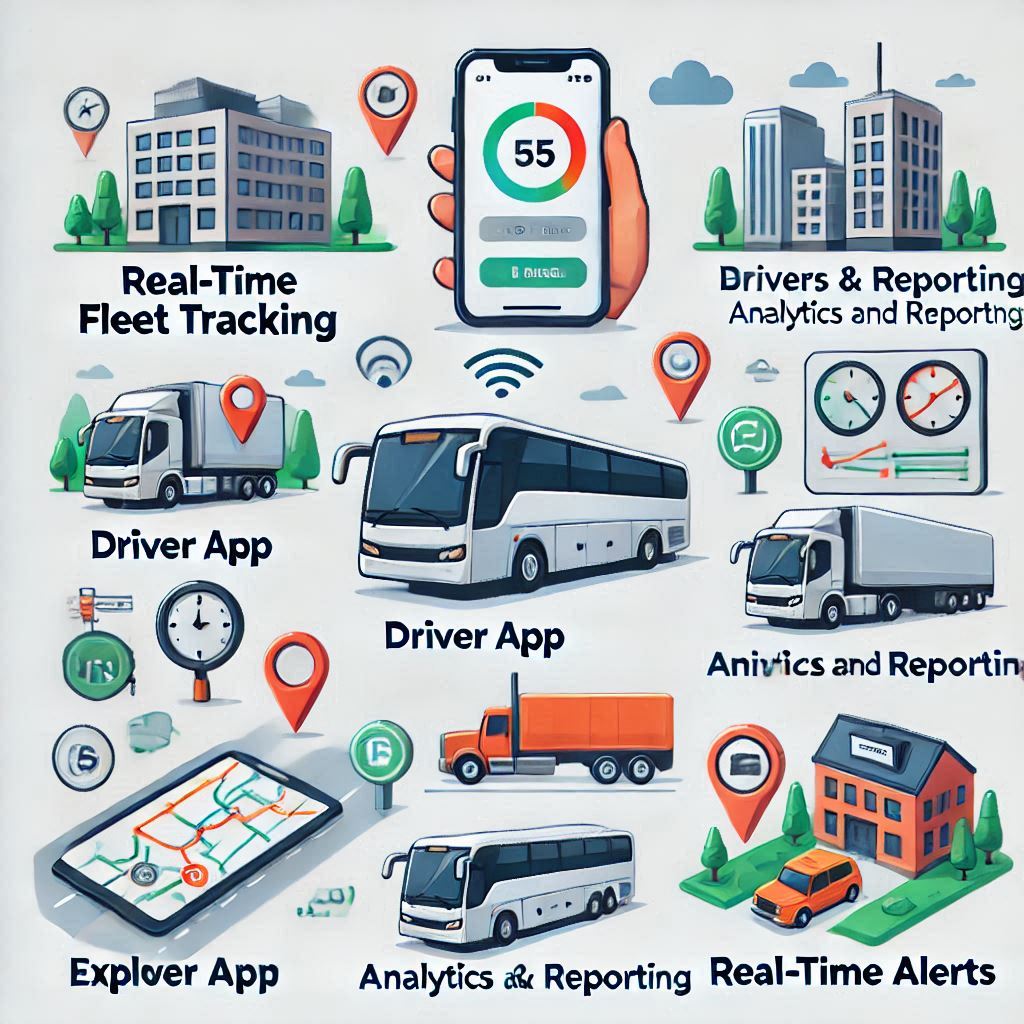 55
Real-Time
Fleet Tracking
Drivers & Reporting
Analytics and Reportng
Driver App
Driver App
and Reportin
Explover App
Analytics & Reporting
Real-Time Alerts